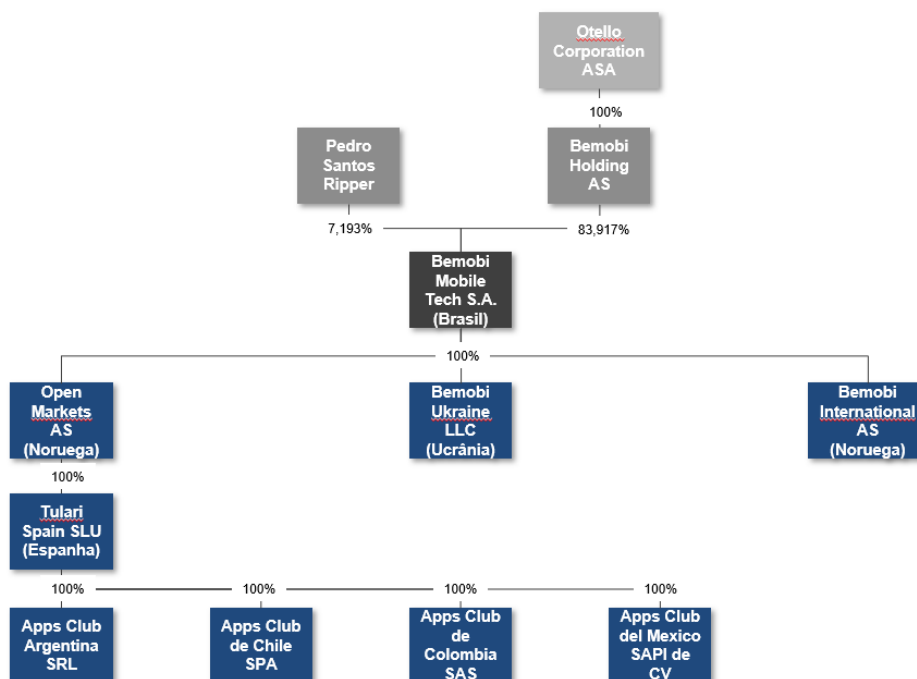 Otello
Corporation
ASA
100%
Pedro
Santos
Ripper
Bemobi
Holding
AS
7,193%
83,917%
Bemobi
Mobile
Tech S.A.
(Brasil)
100%
Open
Markets
AS
(Noruega)
Bemobi
Ukraine
LLC
(Ucrânia)
Bemobi
International
AS
(Noruega)
100%
Tulari
Spain SLU
(Espanha)
100%
100%
100%
100%
Apps Club
Argentina
SRL
Apps Club
de Chile
SPA
Apps Club
de
Colombia
SAS
Apps Club
del Mexico
SAPI de
CV